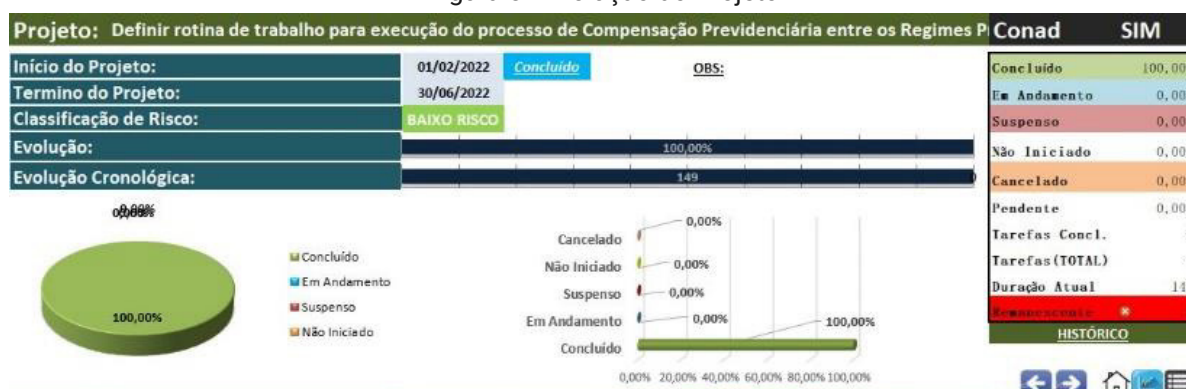 Projeto: Definir rotina de trabalho para execução do processo de Compensação Previdenciária entre os Regimes P
Conad SIM
Início do Projeto: 01/02/2022 Concluído OBS:
Termino do Projeto: 30/06/2022
Classificação de Risco: BAIXO RISCO
Evolução: 100,00%
Evolução Cronológica: 149
Concluído 100,00
Em Andamento 0,00
Suspenso 0,00
Não Iniciado 0,00
Cancelado 0,00
Pendente 0,00
Tarefas Concl.
Tarefas(TOTAL)
Duração Atual 14
HISTÓRICO
100,00%
Concluído
Em Andamento
Suspenso
Não Iniciado
Cancelado 0,00%
Não Iniciado 0,00%
Suspenso 0,00%
Em Andamento 0,00%
Concluído 100,00%
0,00% 20,00% 40,00% 60,00% 80,00% 100,00%